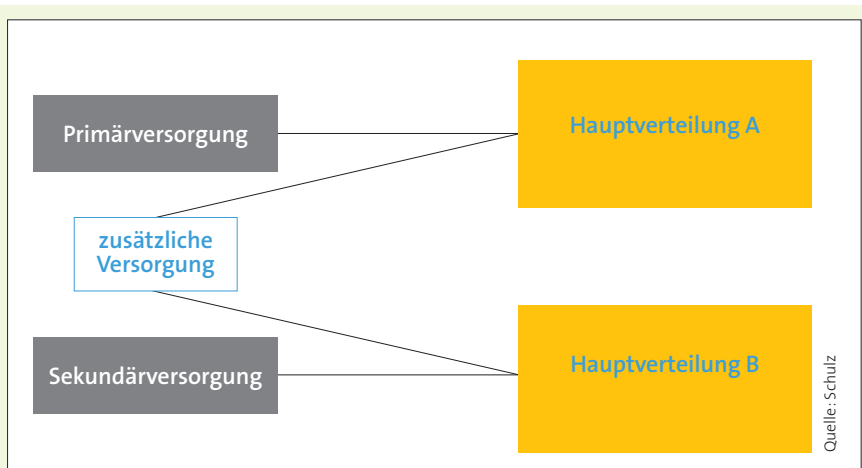 Primärversorgung
Hauptverteilung A
zusätzliche
Versorgung
Sekundärversorgung
Hauptverteilung B
Quelle: Schulz